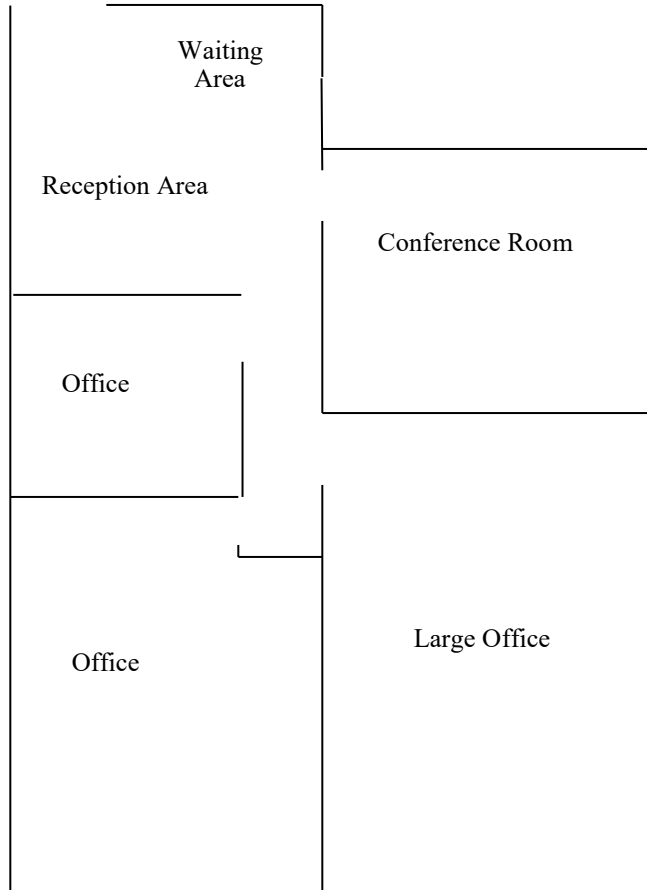 Waiting
Area
Reception Area
Conference Room
Office
Large Office
Office